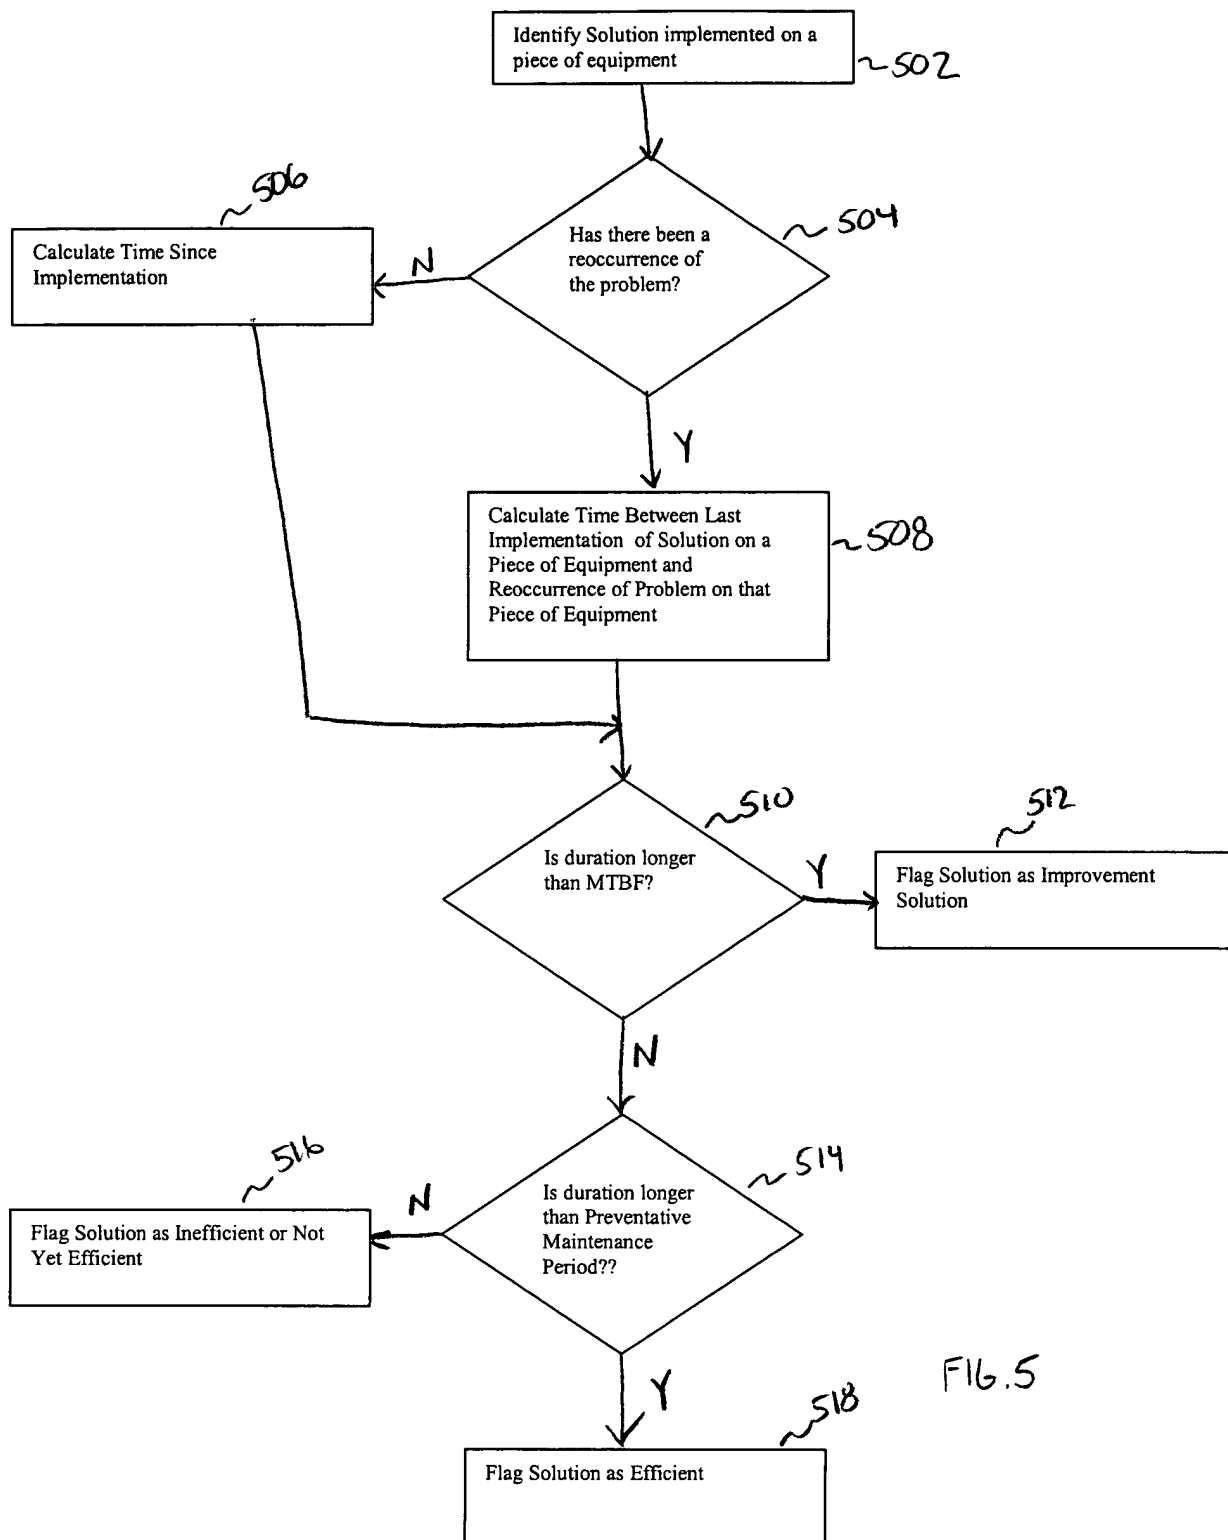 Identify Solution implemented on a
piece of equipment
502
506
504
Has there been a
reoccurrence of
the problem?
Calculate Time Since
Implementation
N
Y
Calculate Time Between Last
Implementation of Solution on a
Piece of Equipment and
Reoccurrence of Problem on that
Piece of Equipment
508
510
512
Is duration longer
than MTBF?
Y
Flag Solution as Improvement
Solution
N
516
514
Is duration longer
than Preventative
Maintenance
Period??
N
Flag Solution as Inefficient or Not
Yet Efficient
Y
FIG.5
518
Flag Solution as Efficient